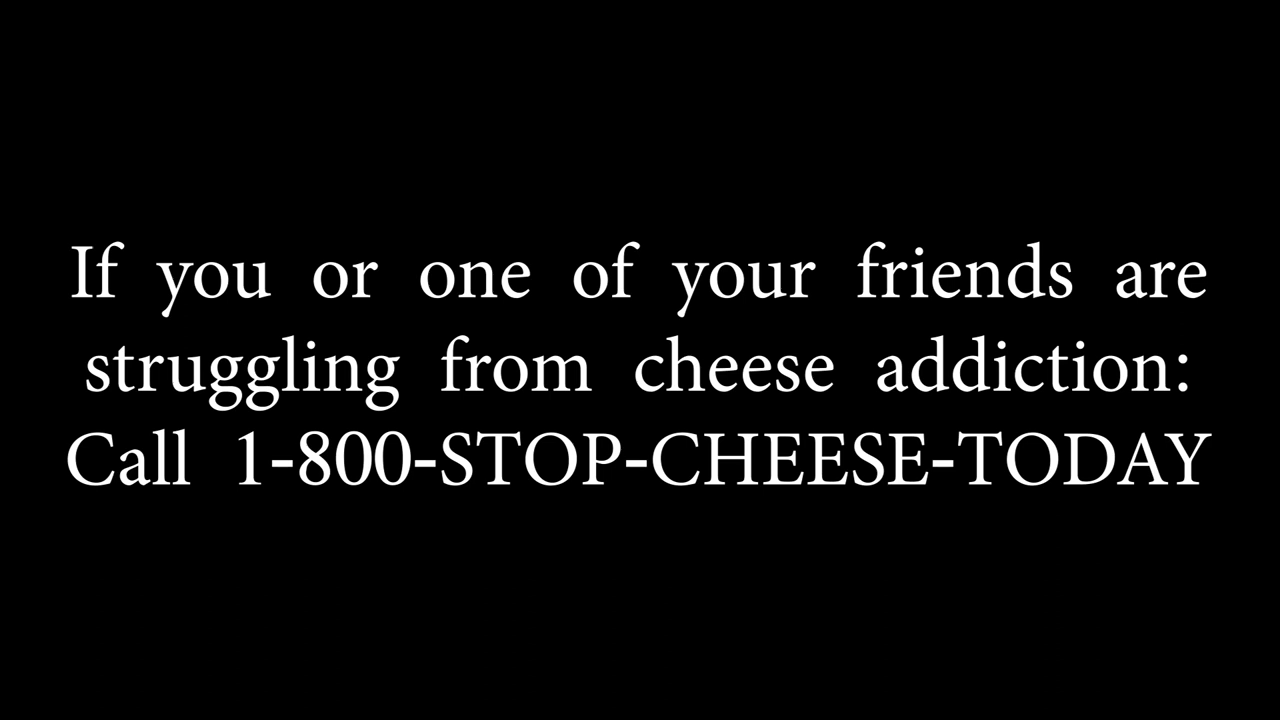 If you or one of your friends are
struggling from cheese addiction:
Call 1-800-STOP-CHEESE-TODAY